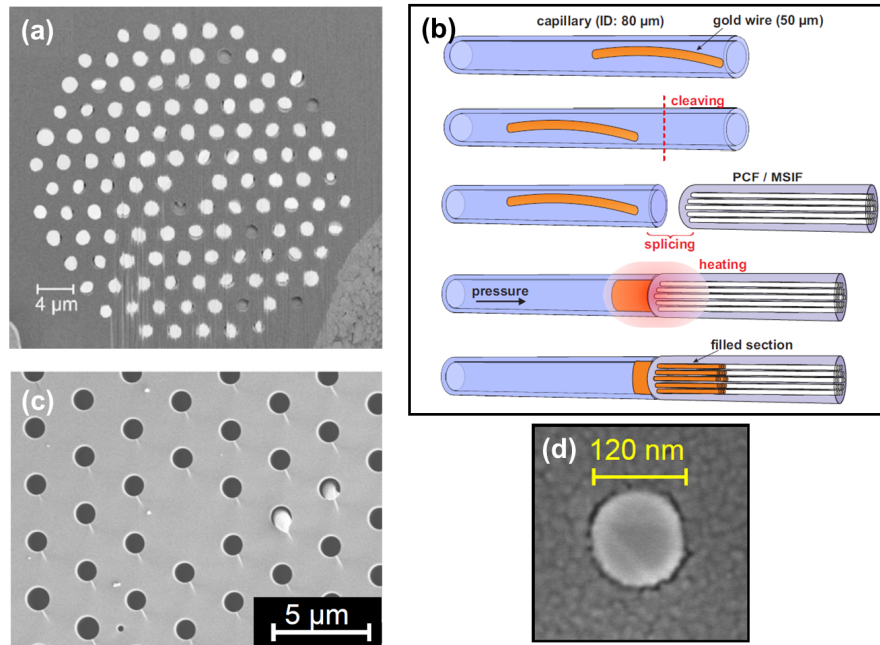 (a)
4 μm
(b)
capillary (ID: 80 μm)
gold wire (50 μm)
cleaving
PCF / MSIF
splicing
heating
pressure
filled section
(c)
5 μm
(d)
120 nm